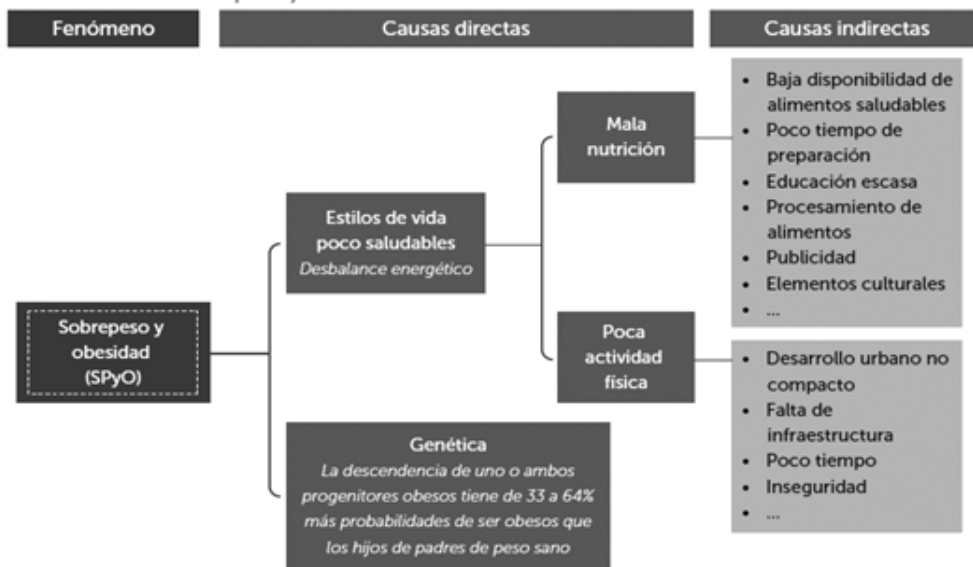 Fenómeno
Causas directas
Causas indirectas
Sobrepeso y
obesidad
(SPyO)
Estilos de vida
poco saludables
Desbalance energético
Genética
La descendencia de uno o ambos
progenitores obesos tiene de 33 a 64%
más probabilidades de ser obesos que
los hijos de padres de peso sano
Mala
nutrición
Poca
actividad
física
• Baja disponibilidad de
alimentos saludables
• Poco tiempo de
preparación
• Educación escasa
• Procesamiento de
alimentos
• Publicidad
• Elementos culturales
• ...
• Desarrollo urbano no
compacto
• Falta de
infraestructura
• Poco tiempo
• Inseguridad
• ...